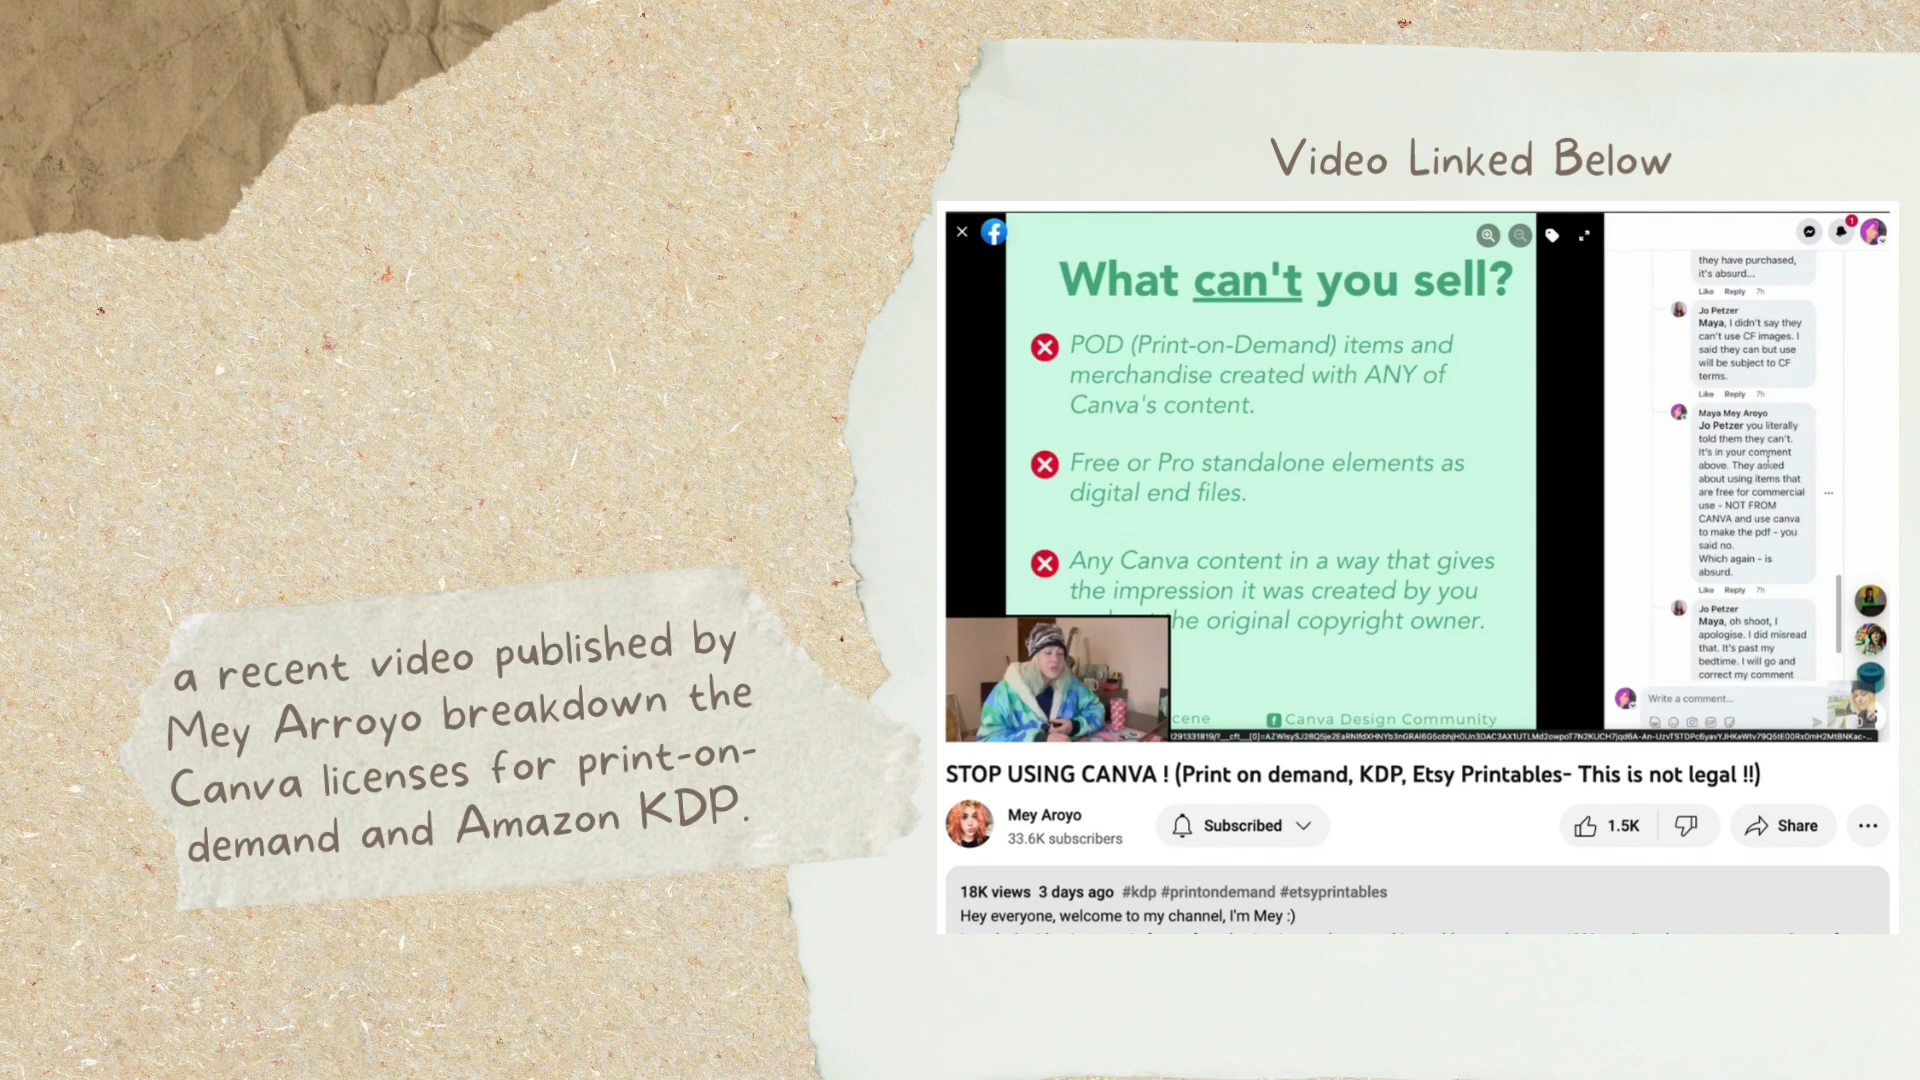 Video Linked Below
a recent video published by
Mey Arroyo breakdown the
Canva licenses for print-on-
demand and Amazon KDP.
What can't you sell?
POD (Print-on-Demand) items and
merchandise created with ANY of
Canva's content.
Free or Pro standalone elements as
digital end files.
Any Canva content in a way that gives
the impression it was created by you
the original copyright owner.
cene
Canva Design Community
1
they have purchased,
it's absurd...
Like Reply 7h
Jo Petzer
Maya, I didn't say they
can't use CF images. I
said they can but use
will be subject to CF
terms.
Like Reply 7h
Maya Mey Aroyo
Jo Petzer you literally
told them they can't.
It's in your comment
above. They asked
about using items that
are free for commercial
use - NOT FROM
CANVA and use canva
to make the pdf - you
said no.
Which again - is
absurd.
Like Reply 7h
Jo Petzer
Maya, oh shoot, I
apologise. I did misread
that. It's past my
bedtime. I will go and
correct my comment
Write a comment...
STOP USING CANVA ! (Print on demand, KDP, Etsy Printables- This is not legal !!)
Mey Aroyo
33.6K subscribers
Subscribed
1.5K
Share
18K views 3 days ago #kdp #printondemand #etsyprintables
Hey everyone, welcome to my channel, I'm Mey :)